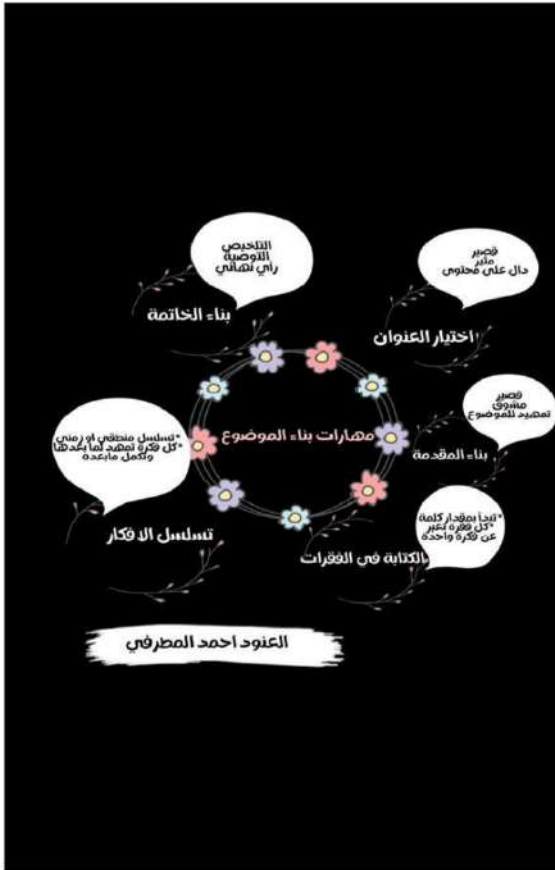 قصير
مثير
دال على محتوى
اختيار العنوان
قصير
مشوق
تمهيد للموضوع
بناء المقدمة
*تبدأ بمقدار كلمة
*كل فقرة تعبر
عن فكرة واحدة
الكتابة في الفقرات
*تسلسل منطقي او زمني
*كل فكرة تمهد لما بعدها
وتكمل مابعدة
تسلسل الافكار
التلخيص
التوصية
رأي نهائي
بناء الخاتمة
مهارات بناء الموضوع
العنود احمد المطرفي